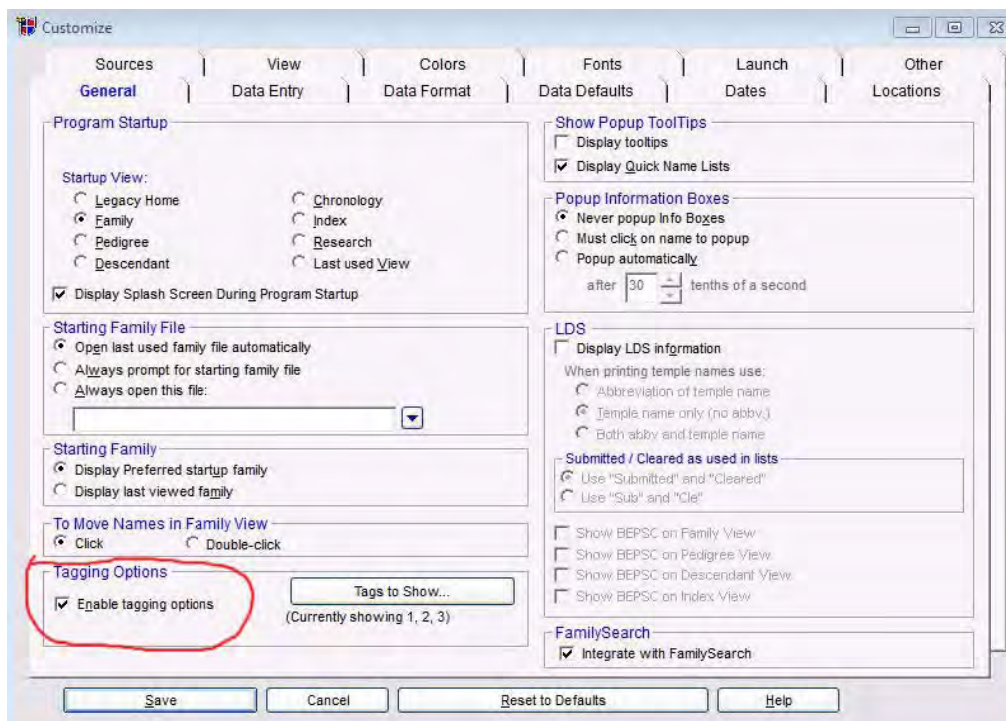 Customize
Sources View Colors Fonts Launch Other
General Data Entry Data Format Data Defaults Dates Locations
Program Startup
Startup View:
Legacy Home Chronology
Family Index
Pedigree Research
Descendant Last used View
Display Splash Screen During Program Startup
Starting Family File
Open last used family file automatically
Always prompt for starting family file
Always open this file:
Starting Family
Display Preferred startup family
Display last viewed family
To Move Names in Family View
Click Double-click
Tagging Options
Enable tagging options
Tags to Show...
(Currently showing 1, 2, 3)
Show Popup ToolTips
Display tooltips
Display Quick Name Lists
Popup Information Boxes
Never popup Info Boxes
Must click on name to popup
Popup automatically
after 30 tenths of a second
LDS
Display LDS information
When printing temple names use:
Abbreviation of temple name
Temple name only (no abbv.)
Both abbv and temple name
Submitted / Cleared as used in lists
Use "Submitted" and "Cleared"
Use "Sub" and "Cle"
Show BEPSC on Family View
Show BEPSC on Pedigree View
Show BEPSC on Descendant View
Show BEPSC on Index View
FamilySearch
Integrate with FamilySearch
Save Cancel Reset to Defaults Help